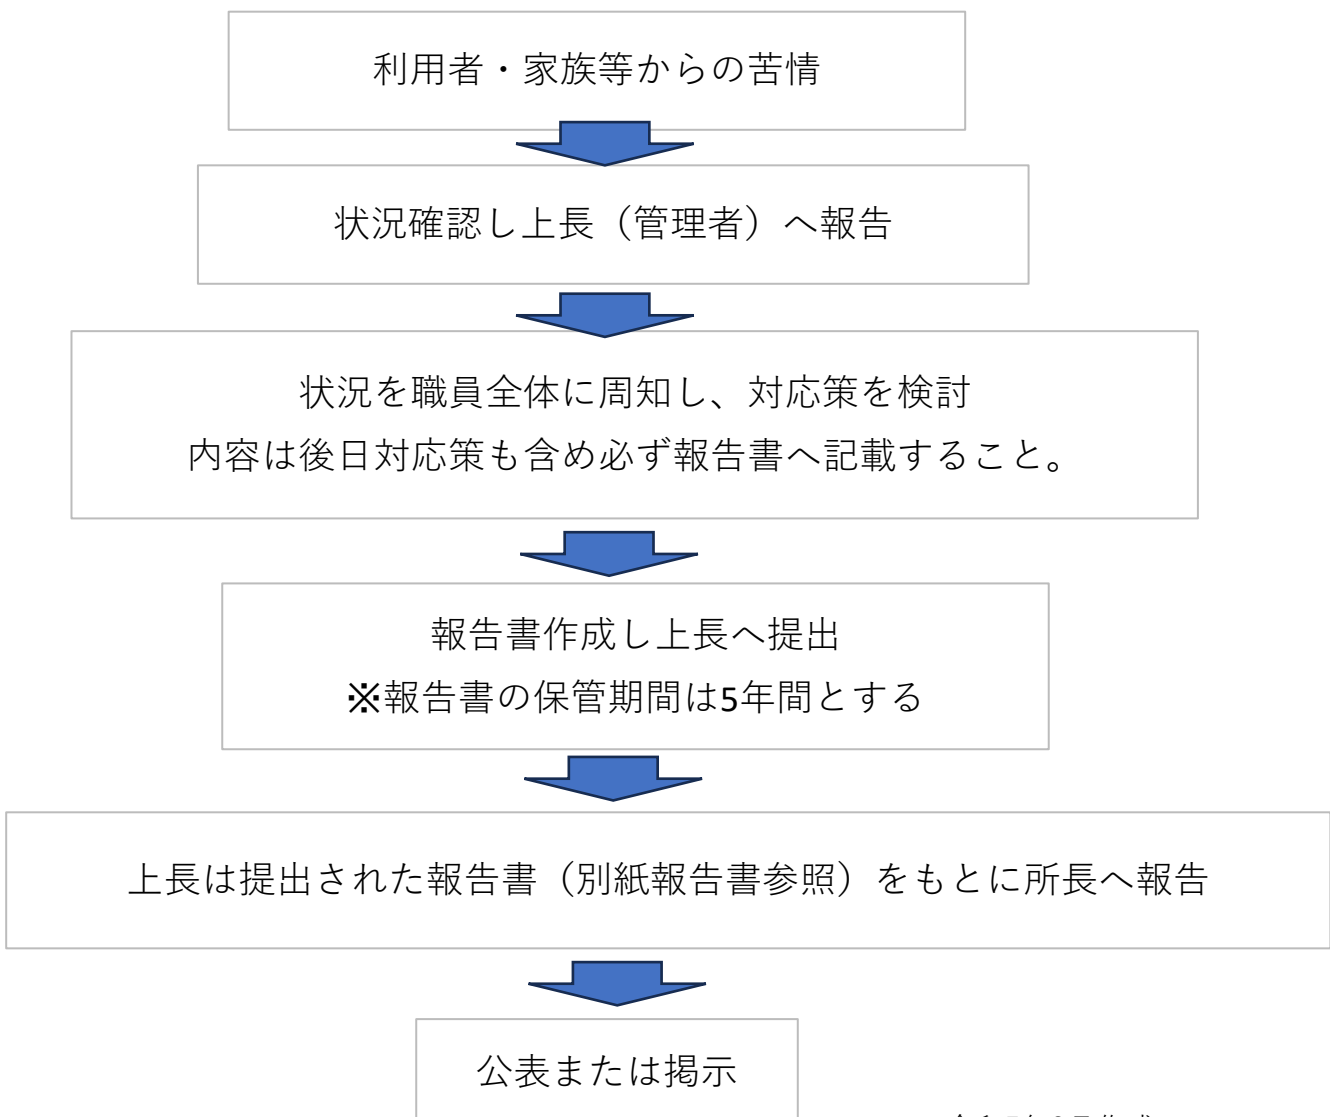 利用者・家族等からの苦情
状況確認し上長（管理者）へ報告
状況を職員全体に周知し、対応策を検討
内容は後日対応策も含め必ず報告書へ記載すること。
報告書作成し上長へ提出
※報告書の保管期間は5年間とする
上長は提出された報告書（別紙報告書参照）をもとに所長へ報告
公表または掲示